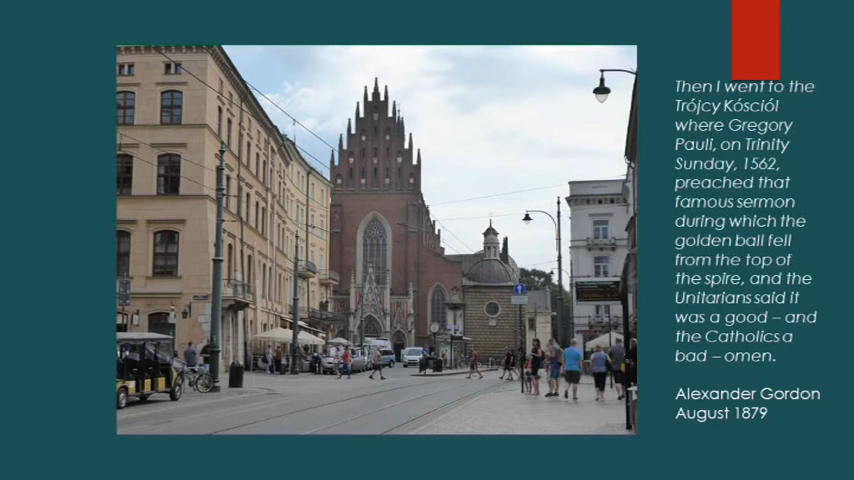 Then I went to the
Trójcy Kósciól
where Gregory
Pauli, on Trinity
Sunday, 1562,
preached that
famous sermon
during which the
golden ball fell
from the top of
the spire, and the
Unitarians said it
was a good – and
the Catholics a
bad – omen.
Alexander Gordon
August 1879